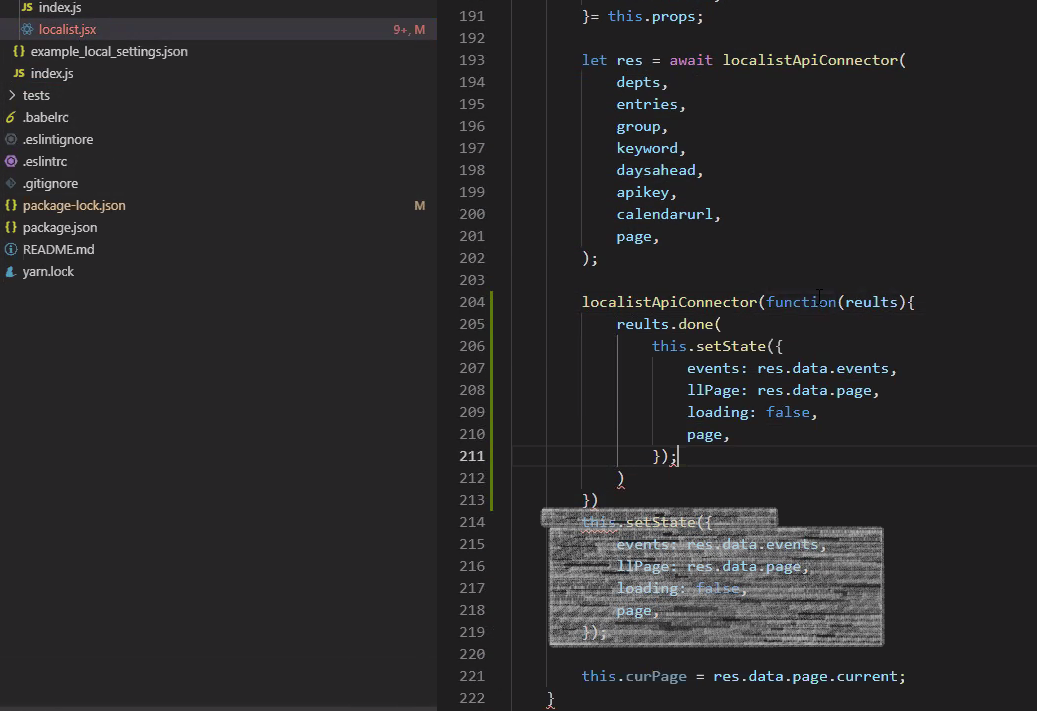 JS index.js
localist.jsx 9+, M
{} example_local_settings.json
JS index.js
> tests
6 .babelrc
.eslintignore
.eslintrc
.gitignore
{} package-lock.json M
{} package.json
README.md
yarn.lock
191 }= this.props;
192
193 let res = await localistApiConnector(
194 depts,
195 entries,
196 group,
197 keyword,
198 daysahead,
199 apikey,
200 calendarurl,
201 page,
202 );
203
204 localistApiConnector(function(reults){
205 reults.done(
206 this.setState({
207 events: res.data.events,
208 llPage: res.data.page,
209 loading: false,
210 page,
211 });
212 )
213 })
214 this.setState({
215 events: res.data.events,
216 llPage: res.data.page,
217 loading: false,
218 page,
219 });
220
221 this.curPage = res.data.page.current;
222 }